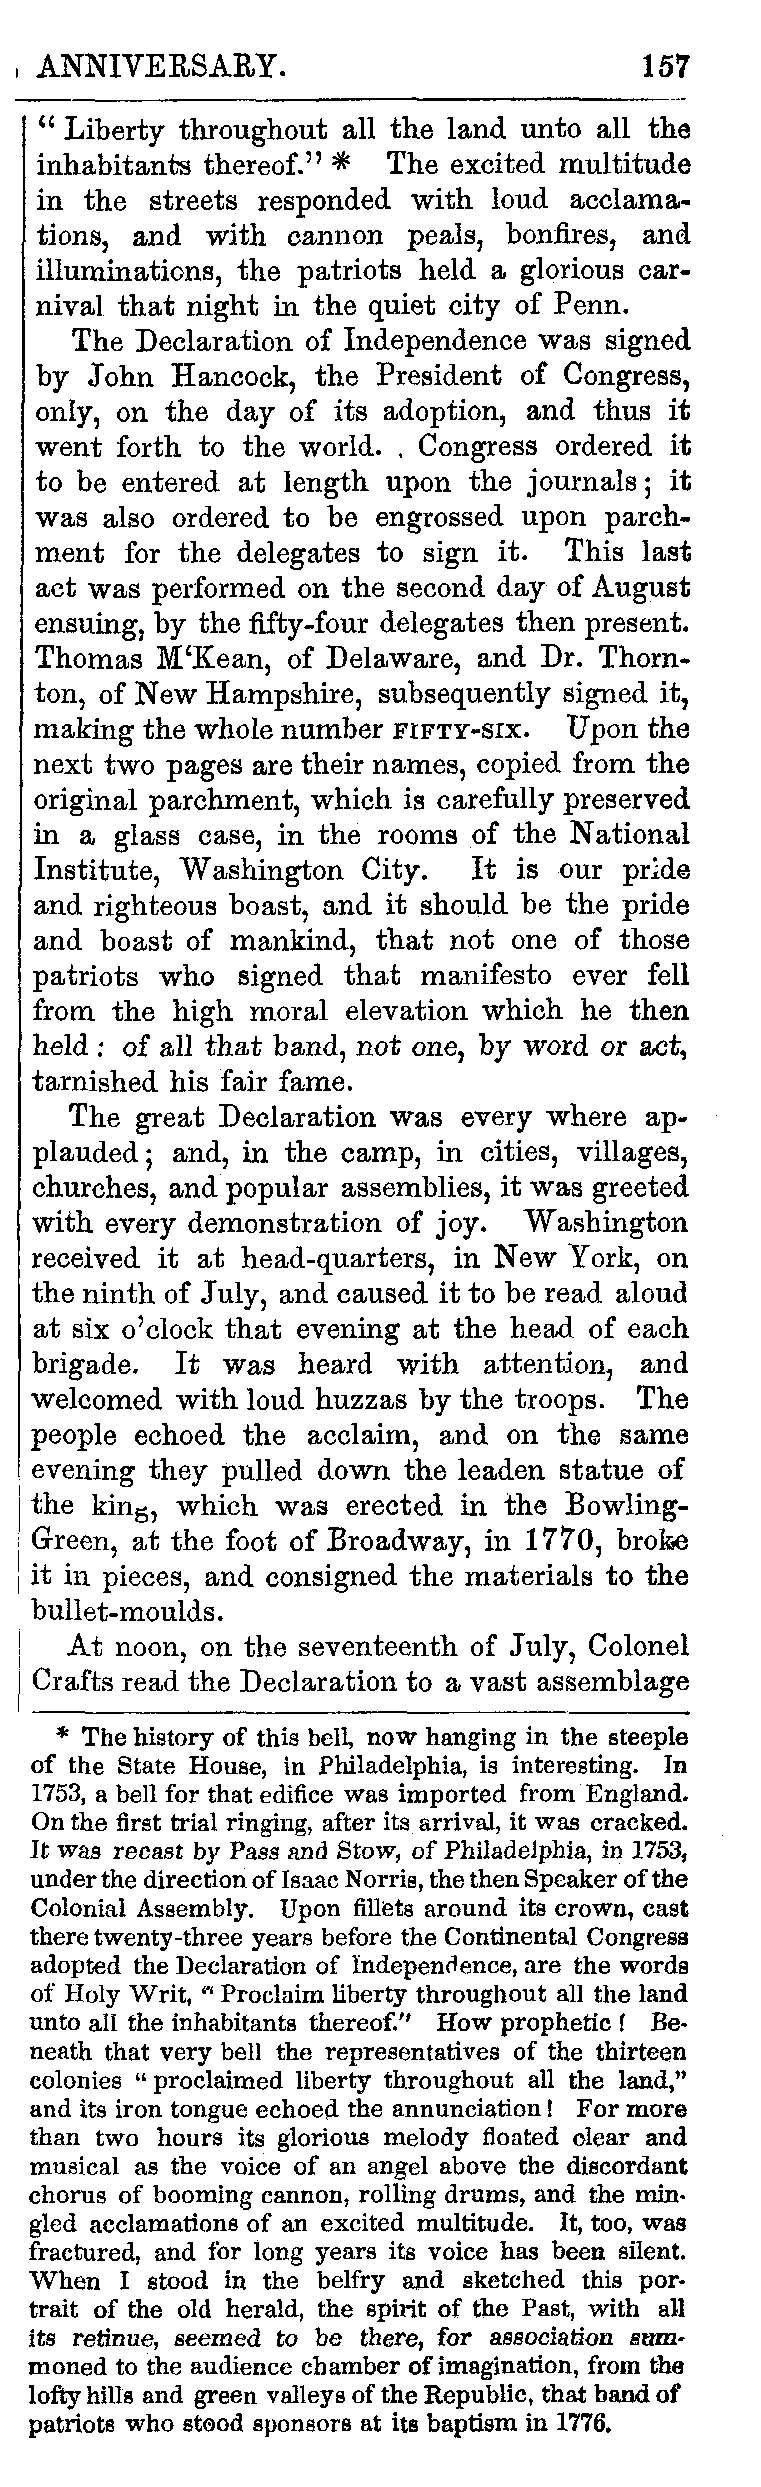 ANNIVERSARY. 157
“ Liberty throughout all the land unto all the
inhabitants thereof.” * The excited multitude
in the streets responded with loud acclama-
tions, and with cannon peals, bonfires, and
illuminations, the patriots held a glorious car-
nival that night in the quiet city of Penn.
The Declaration of Independence was signed
by John Hancock, the President of Congress,
only, on the day of its adoption, and thus it
went forth to the world. . Congress ordered it
to be entered at length upon the journals; it
was also ordered to be engrossed upon parch-
ment for the delegates to sign it. This last
act was performed on the second day of August
ensuing, by the fifty-four delegates then present.
Thomas M‘Kean, of Delaware, and Dr. Thorn-
ton, of New Hampshire, subsequently signed it,
making the whole number FIFTY-SIX. Upon the
next two pages are their names, copied from the
original parchment, which is carefully preserved
in a glass case, in the rooms of the National
Institute, Washington City. It is our pride
and righteous boast, and it should be the pride
and boast of mankind, that not one of those
patriots who signed that manifesto ever fell
from the high moral elevation which he then
held: of all that band, not one, by word or act,
tarnished his fair fame.
The great Declaration was every where ap-
plauded; and, in the camp, in cities, villages,
churches, and popular assemblies, it was greeted
with every demonstration of joy. Washington
received it at head-quarters, in New York, on
the ninth of July, and caused it to be read aloud
at six o’clock that evening at the head of each
brigade. It was heard with attention, and
welcomed with loud huzzas by the troops. The
people echoed the acclaim, and on the same
evening they pulled down the leaden statue of
the king, which was erected in the Bowling-
Green, at the foot of Broadway, in 1770, broke
it in pieces, and consigned the materials to the
bullet-moulds.
At noon, on the seventeenth of July, Colonel
Crafts read the Declaration to a vast assemblage
* The history of this bell, now hanging in the steeple
of the State House, in Philadelphia, is interesting. In
1753, a bell for that edifice was imported from England.
On the first trial ringing, after its arrival, it was cracked.
It was recast by Pass and Stow, of Philadelphia, in 1753,
under the direction of Isaac Norris, the then Speaker of the
Colonial Assembly. Upon fillets around its crown, cast
there twenty-three years before the Continental Congress
adopted the Declaration of Independence, are the words
of Holy Writ, “ Proclaim liberty throughout all the land
unto all the inhabitants thereof.” How prophetic! Be-
neath that very bell the representatives of the thirteen
colonies “ proclaimed liberty throughout all the land,”
and its iron tongue echoed the annunciation! For more
than two hours its glorious melody floated clear and
musical as the voice of an angel above the discordant
chorus of booming cannon, rolling drums, and the min-
gled acclamations of an excited multitude. It, too, was
fractured, and for long years its voice has been silent.
When I stood in the belfry and sketched this por-
trait of the old herald, the spirit of the Past, with all
its retinue, seemed to be there, for association sum-
moned to the audience chamber of imagination, from the
lofty hills and green valleys of the Republic, that band of
patriots who stood sponsors at its baptism in 1776.